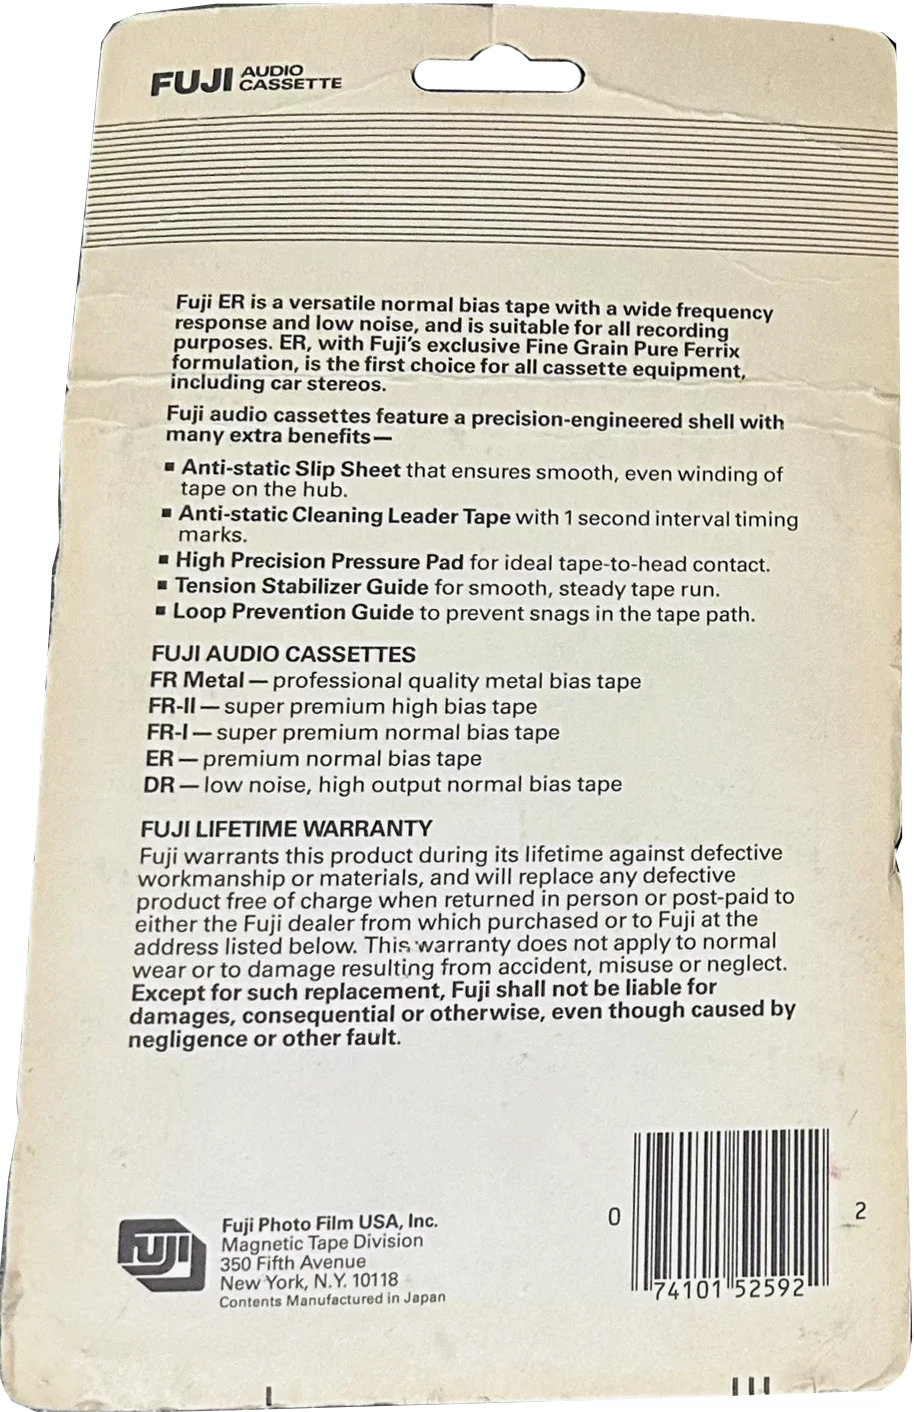 FUJI AUDIO
CASSETTE
Fuji ER is a versatile normal bias tape with a wide frequency
response and low noise, and is suitable for all recording
purposes. ER, with Fuji's exclusive Fine Grain Pure Ferrix
formulation, is the first choice for all cassette equipment,
including car stereos.
Fuji audio cassettes feature a precision-engineered shell with
many extra benefits—
▪ Anti-static Slip Sheet that ensures smooth, even winding of
tape on the hub.
▪ Anti-static Cleaning Leader Tape with 1 second interval timing
marks.
▪ High Precision Pressure Pad for ideal tape-to-head contact.
▪ Tension Stabilizer Guide for smooth, steady tape run.
▪ Loop Prevention Guide to prevent snags in the tape path.
FUJI AUDIO CASSETTES
FR Metal — professional quality metal bias tape
FR-II — super premium high bias tape
FR-I — super premium normal bias tape
ER — premium normal bias tape
DR — low noise, high output normal bias tape
FUJI LIFETIME WARRANTY
Fuji warrants this product during its lifetime against defective
workmanship or materials, and will replace any defective
product free of charge when returned in person or post-paid to
either the Fuji dealer from which purchased or to Fuji at the
address listed below. This warranty does not apply to normal
wear or to damage resulting from accident, misuse or neglect.
Except for such replacement, Fuji shall not be liable for
damages, consequential or otherwise, even though caused by
negligence or other fault.
FUJI
Fuji Photo Film USA, Inc.
Magnetic Tape Division
350 Fifth Avenue
New York, N.Y. 10118
Contents Manufactured in Japan
0 74101 52592 2